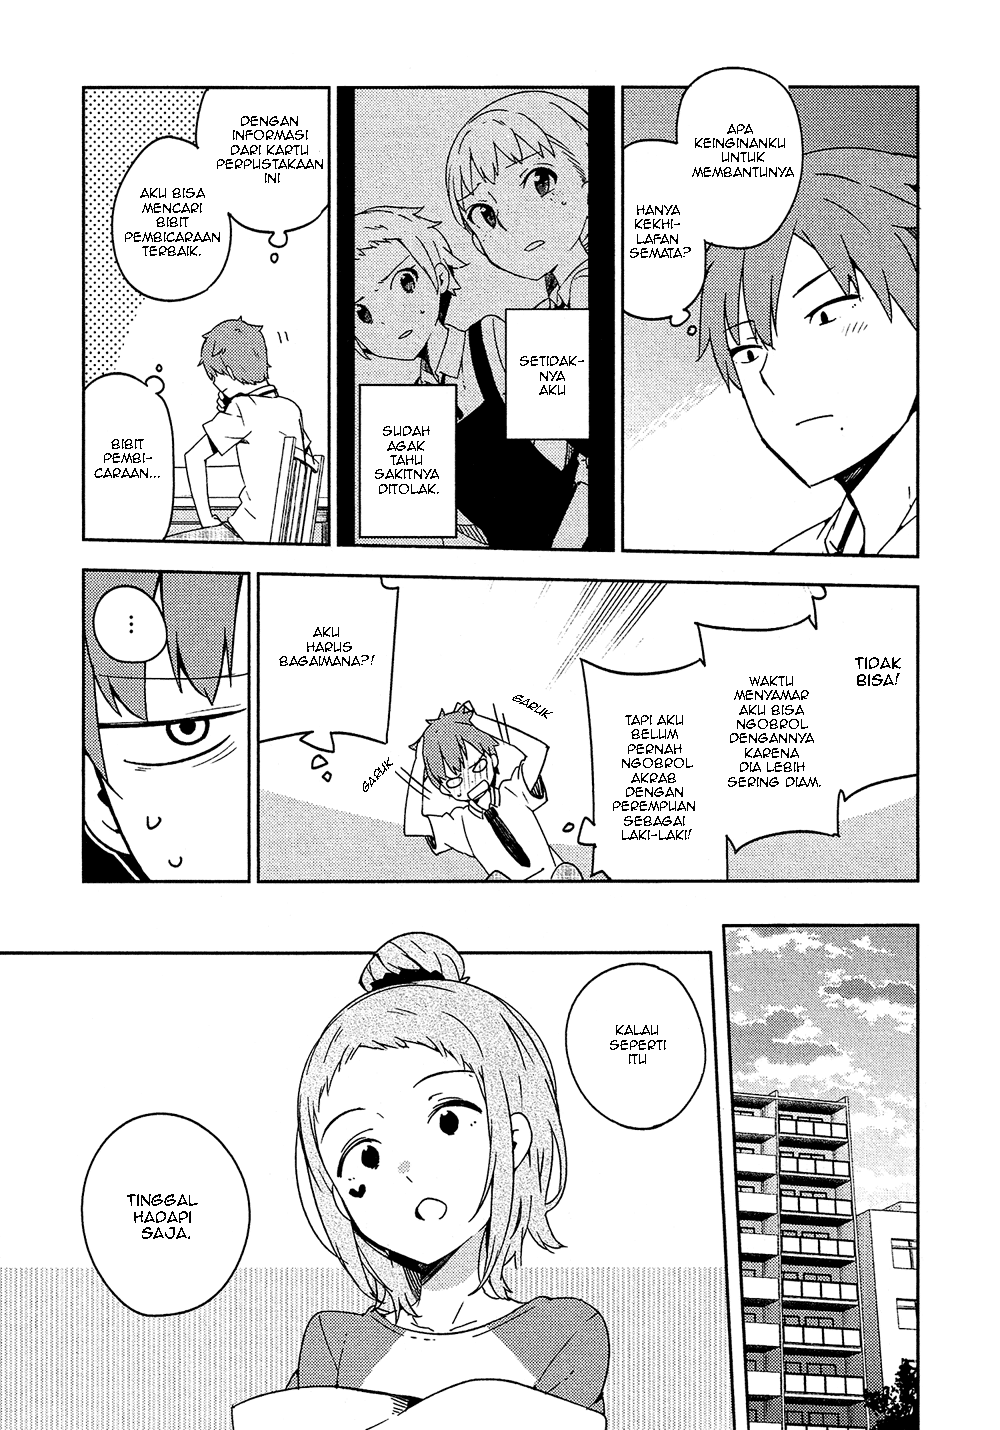 APA
KEINGINANKU
UNTUK
MEMBANTUNYA
HANYA
KEKHI-
LAFAN
SEMATA?
SETIDAK-
NYA
AKU
SUDAH
AGAK
TAHU
SAKITNYA
DITOLAK.
DENGAN
INFORMASI
DARI KARTU
PERPUSTAKAAN
INI
AKU BISA
MENCARI
BIBIT
PEMBICARAAN
TERBAIK.
BIBIT
PEMBI-
CARAAN...
TIDAK
BISA!
WAKTU
MENYAMAR
AKU BISA
NGOBROL
DENGANNYA
KARENA
DIA LEBIH
SERING DIAM.
TAPI AKU
BELUM
PERNAH
NGOBROL
AKRAB
DENGAN
PEREMPUAN
SEBAGAI
LAKI-LAKI!
GARUK
GARUK
AKU
HARUS
BAGAIMANA?!
...
KALAU
SEPERTI
ITU
TINGGAL
HADAPI
SAJA.